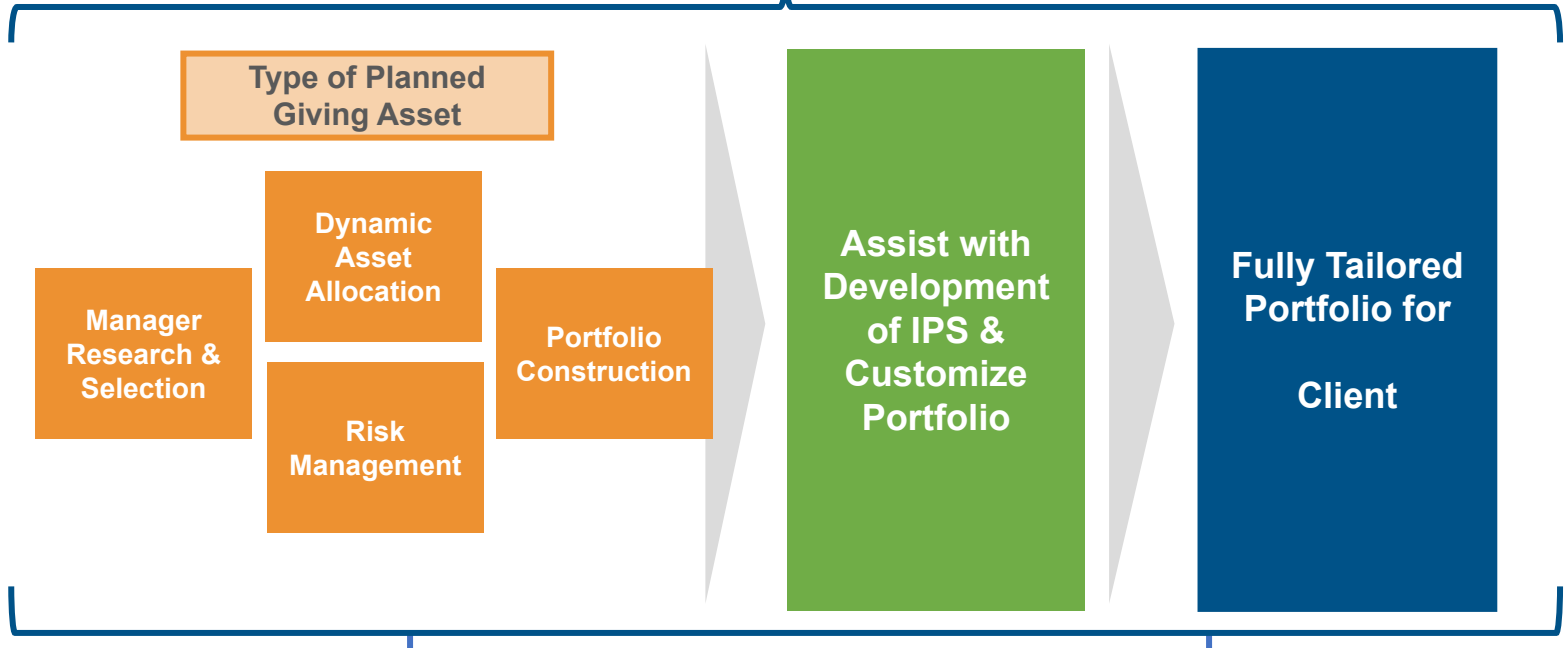 Type of Planned
Giving Asset
Manager
Research &
Selection
Dynamic
Asset
Allocation
Risk
Management
Portfolio
Construction
Assist with
Development
of IPS &
Customize
Portfolio
Fully Tailored
Portfolio for
Client